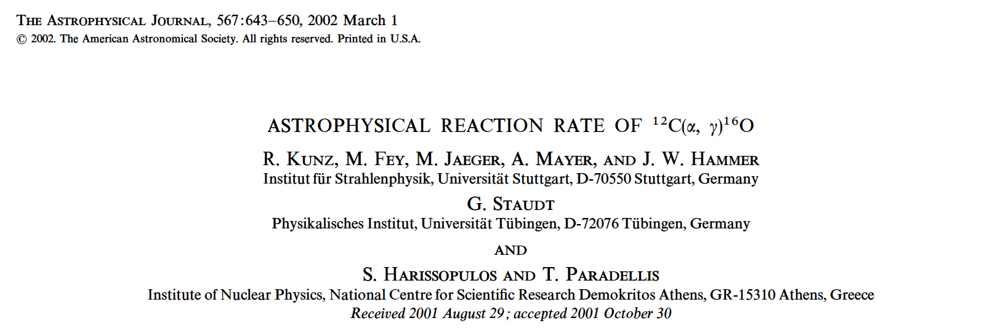 THE ASTROPHYSICAL JOURNAL, 567:643–650, 2002 March 1
© 2002. The American Astronomical Society. All rights reserved. Printed in U.S.A.
ASTROPHYSICAL REACTION RATE OF ¹²C(α, γ)¹⁶O
R. KUNZ, M. FEY, M. JAEGER, A. MAYER, AND J. W. HAMMER
Institut für Strahlenphysik, Universität Stuttgart, D-70550 Stuttgart, Germany
G. STAUDT
Physikalisches Institut, Universität Tübingen, D-72076 Tübingen, Germany
AND
S. HARISSOPULOS AND T. PARADELLIS
Institute of Nuclear Physics, National Centre for Scientific Research Demokritos Athens, GR-15310 Athens, Greece
Received 2001 August 29; accepted 2001 October 30